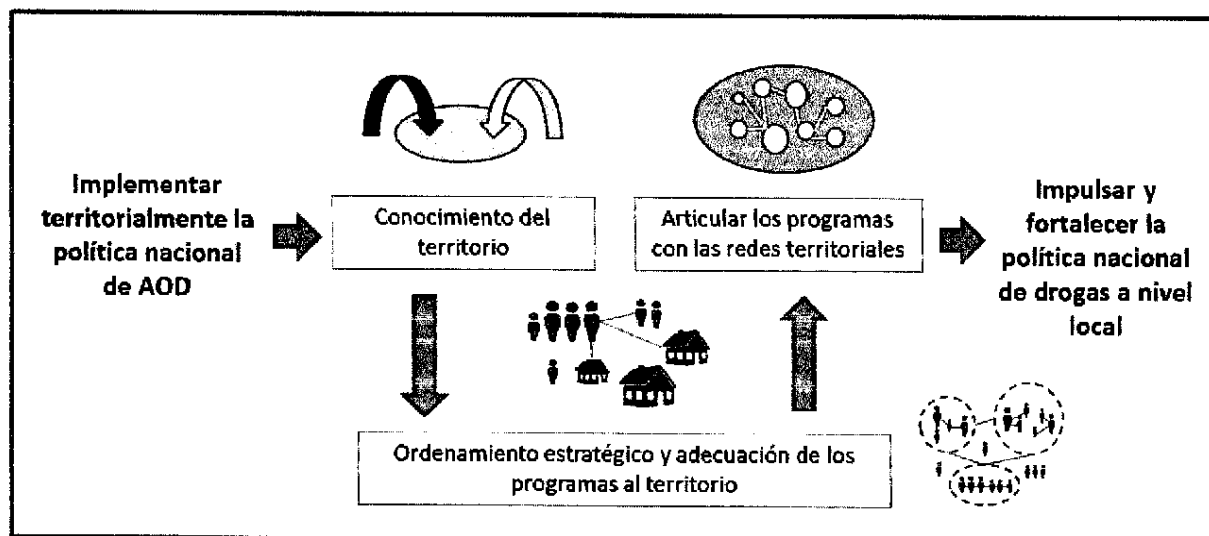 Implementar
territorialmente la
política nacional
de AOD
Conocimiento del
territorio
Articular los programas
con las redes territoriales
Impulsar y
fortalecer la
política nacional
de drogas a nivel
local
Ordenamiento estratégico y adecuación de los
programas al territorio